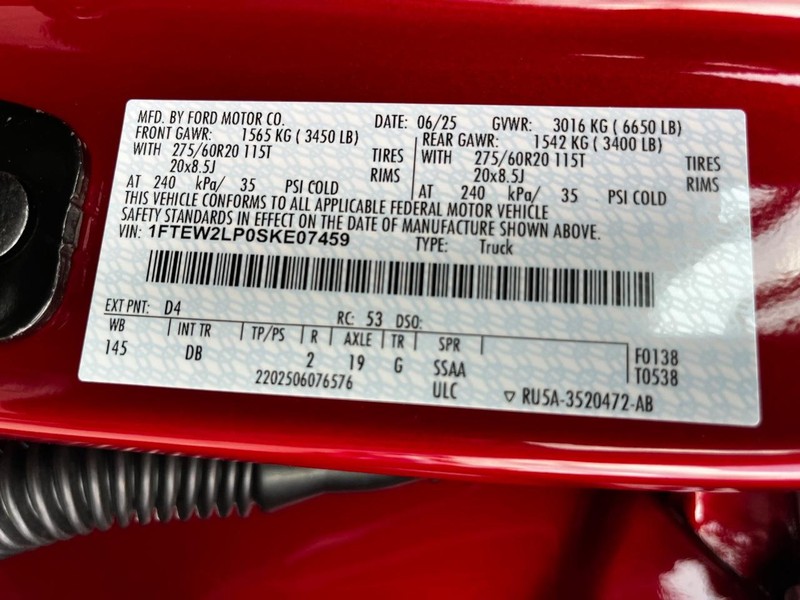 MFD. BY FORD MOTOR CO. DATE: 06/25 GVWR: 3016 KG (6650 LB)
FRONT GAWR: 1565 KG (3450 LB) REAR GAWR: 1542 KG (3400 LB)
WITH 275/60R20 115T TIRES WITH 275/60R20 115T TIRES
20x8.5J RIMS 20x8.5J RIMS
AT 240 kPa/ 35 PSI COLD AT 240 kPa/ 35 PSI COLD
THIS VEHICLE CONFORMS TO ALL APPLICABLE FEDERAL MOTOR VEHICLE
SAFETY STANDARDS IN EFFECT ON THE DATE OF MANUFACTURE SHOWN ABOVE.
VIN: 1FTEW2LP0SKE07459 TYPE: Truck
EXT PNT: D4 RC: 53 DSO:
WB INT TR TP/PS R AXLE TR SPR F0138
145 DB 2 19 G SSAA T0538
2202506076576 ULC ▽ RU5A-3520472-AB